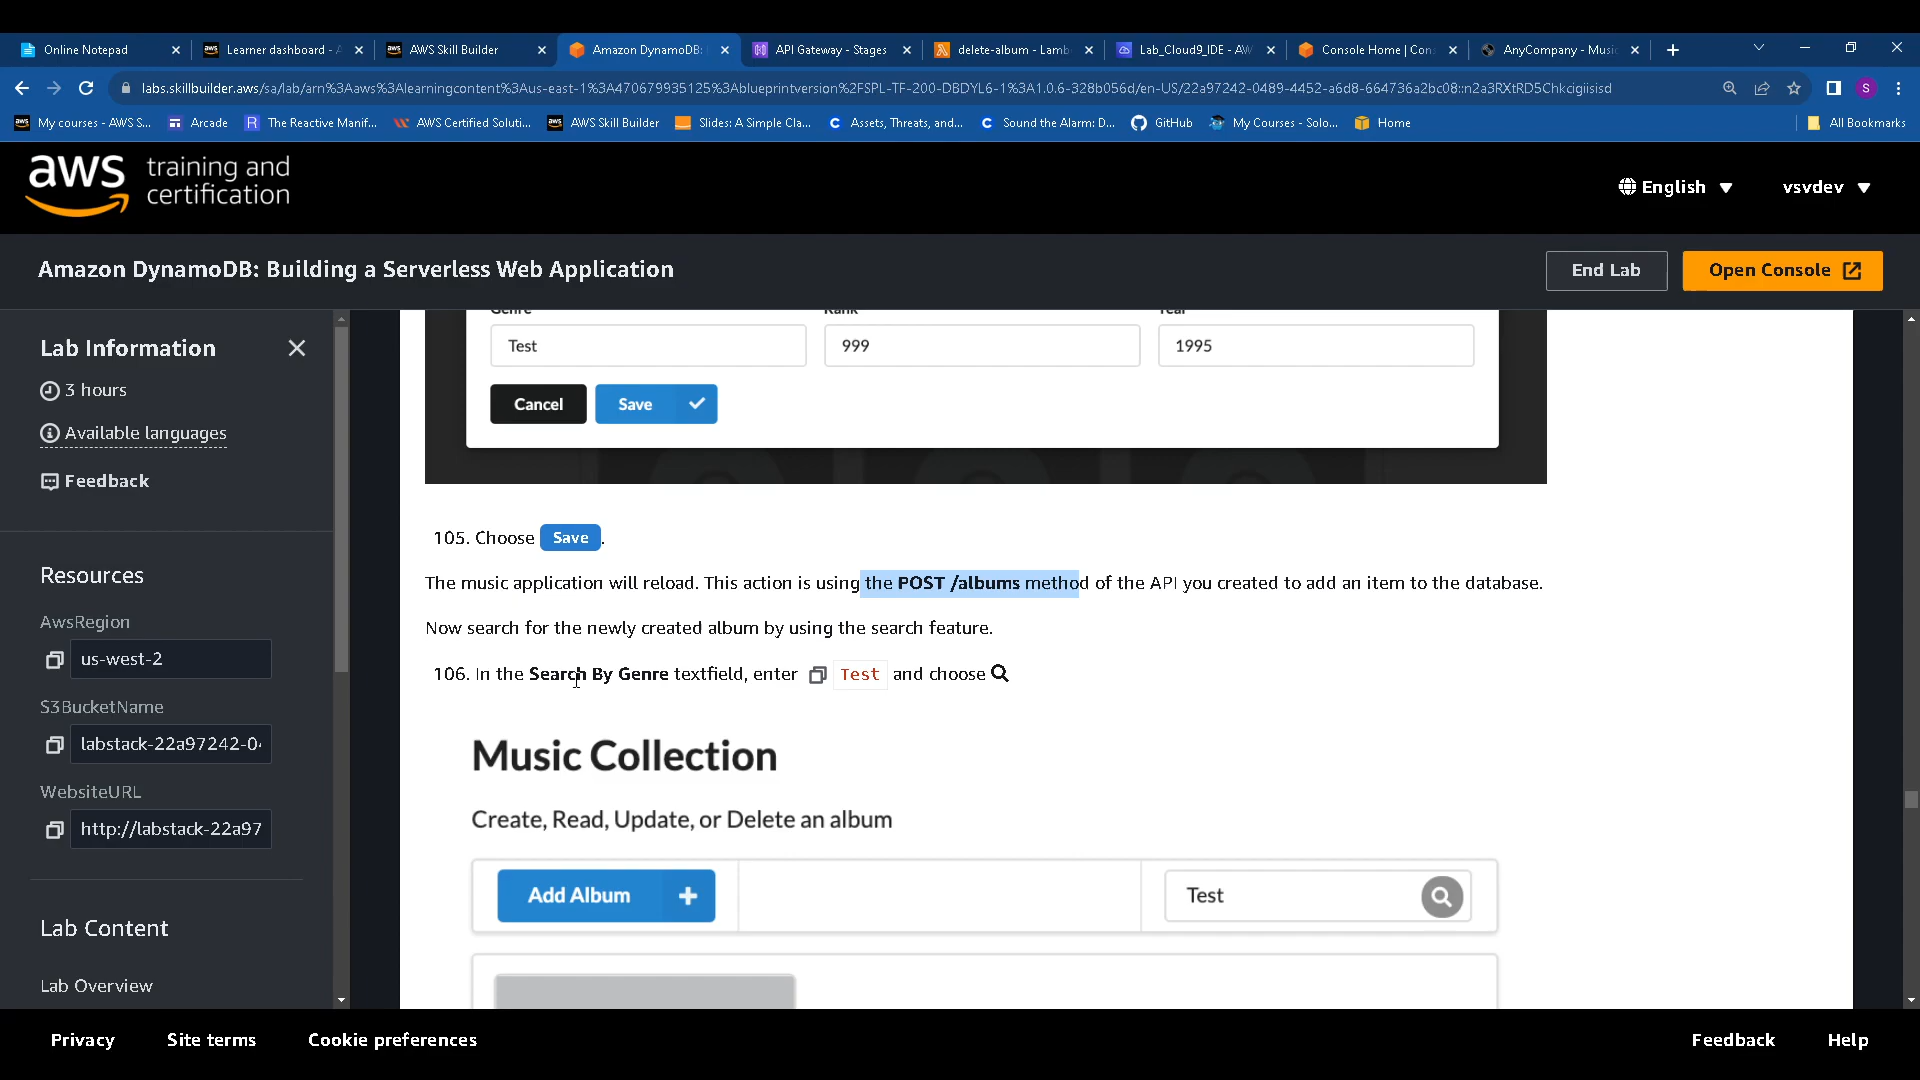 Online Notepad
Learner dashboard - A
AWS Skill Builder
Amazon DynamoDB:
API Gateway - Stages
delete-album - Lamb
Lab_Cloud9_IDE - AW
Console Home | Con
AnyCompany - Music
labs.skillbuilder.aws/sa/lab/arn%3Aaws%3Alearningcontent%3Aus-east-1%3A470679935125%3Ablueprintversion%2FSPL-TF-200-DBDYL6-1%3A1.0.6-328b056d/en-US/22a97242-0489-4452-a6d8-664736a2bc08::n2a3RXtRD5Chkcigiisisd
S
My courses - AWS S...
Arcade
The Reactive Manif...
AWS Certified Soluti...
AWS Skill Builder
Slides: A Simple Cla...
Assets, Threats, and...
Sound the Alarm: D...
GitHub
My Courses - Solo...
Home
All Bookmarks
aws training and certification
English
vsvdev
Amazon DynamoDB: Building a Serverless Web Application
End Lab
Open Console
Lab Information
3 hours
Available languages
Feedback
Resources
AwsRegion
us-west-2
S3BucketName
labstack-22a97242-04
WebsiteURL
http://labstack-22a97
Lab Content
Lab Overview
Genre
Rank
Year
Test
999
1995
Cancel
Save
105. Choose Save.
The music application will reload. This action is using the POST /albums method of the API you created to add an item to the database.
Now search for the newly created album by using the search feature.
106. In the Search By Genre textfield, enter Test and choose
Music Collection
Create, Read, Update, or Delete an album
Add Album
Test
Privacy
Site terms
Cookie preferences
Feedback
Help